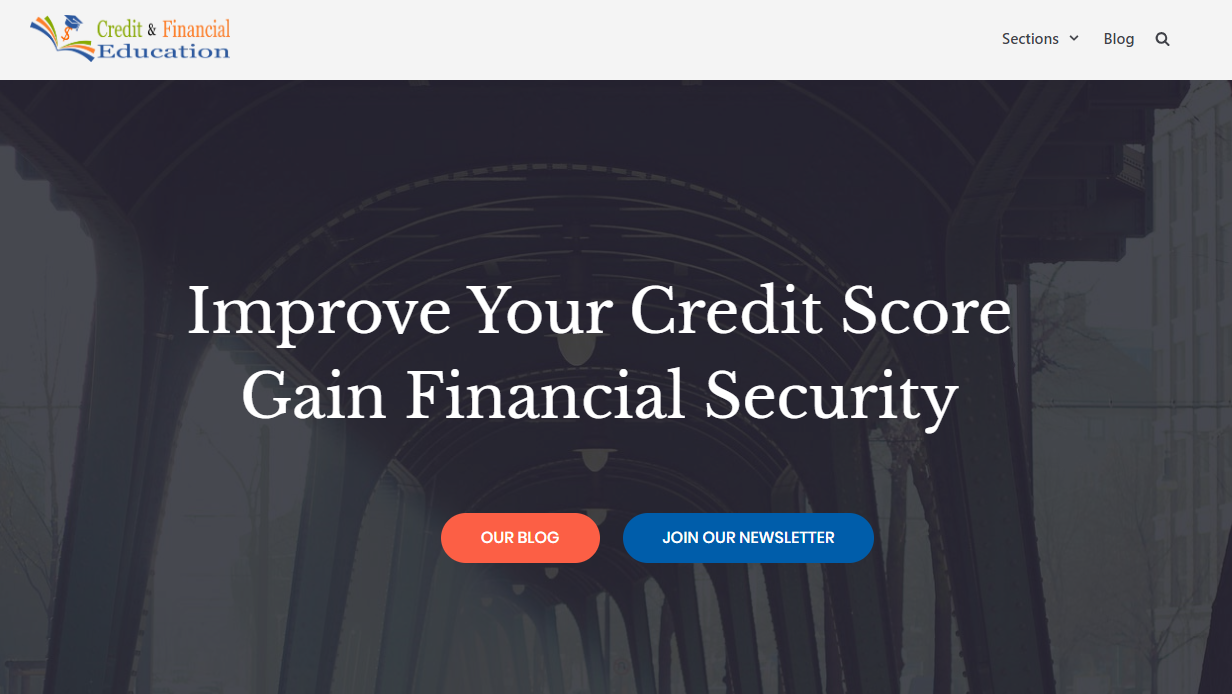 Credit & Financial
Education
Sections
Blog
Improve Your Credit Score
Gain Financial Security
OUR BLOG
JOIN OUR NEWSLETTER